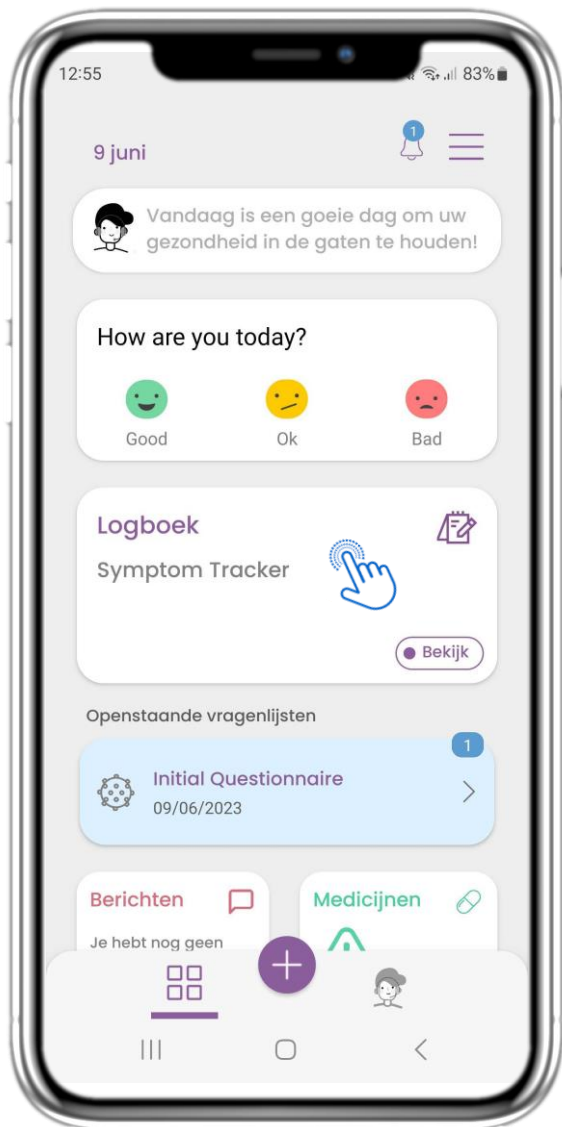 12:55
83%
9 juni
1
Vandaag is een goeie dag om uw
gezondheid in de gaten te houden!
How are you today?
Good
Ok
Bad
Logboek
Symptom Tracker
Bekijk
Openstaande vragenlijsten
1
Initial Questionnaire
09/06/2023
Berichten
Medicijnen
Je hebt nog geen